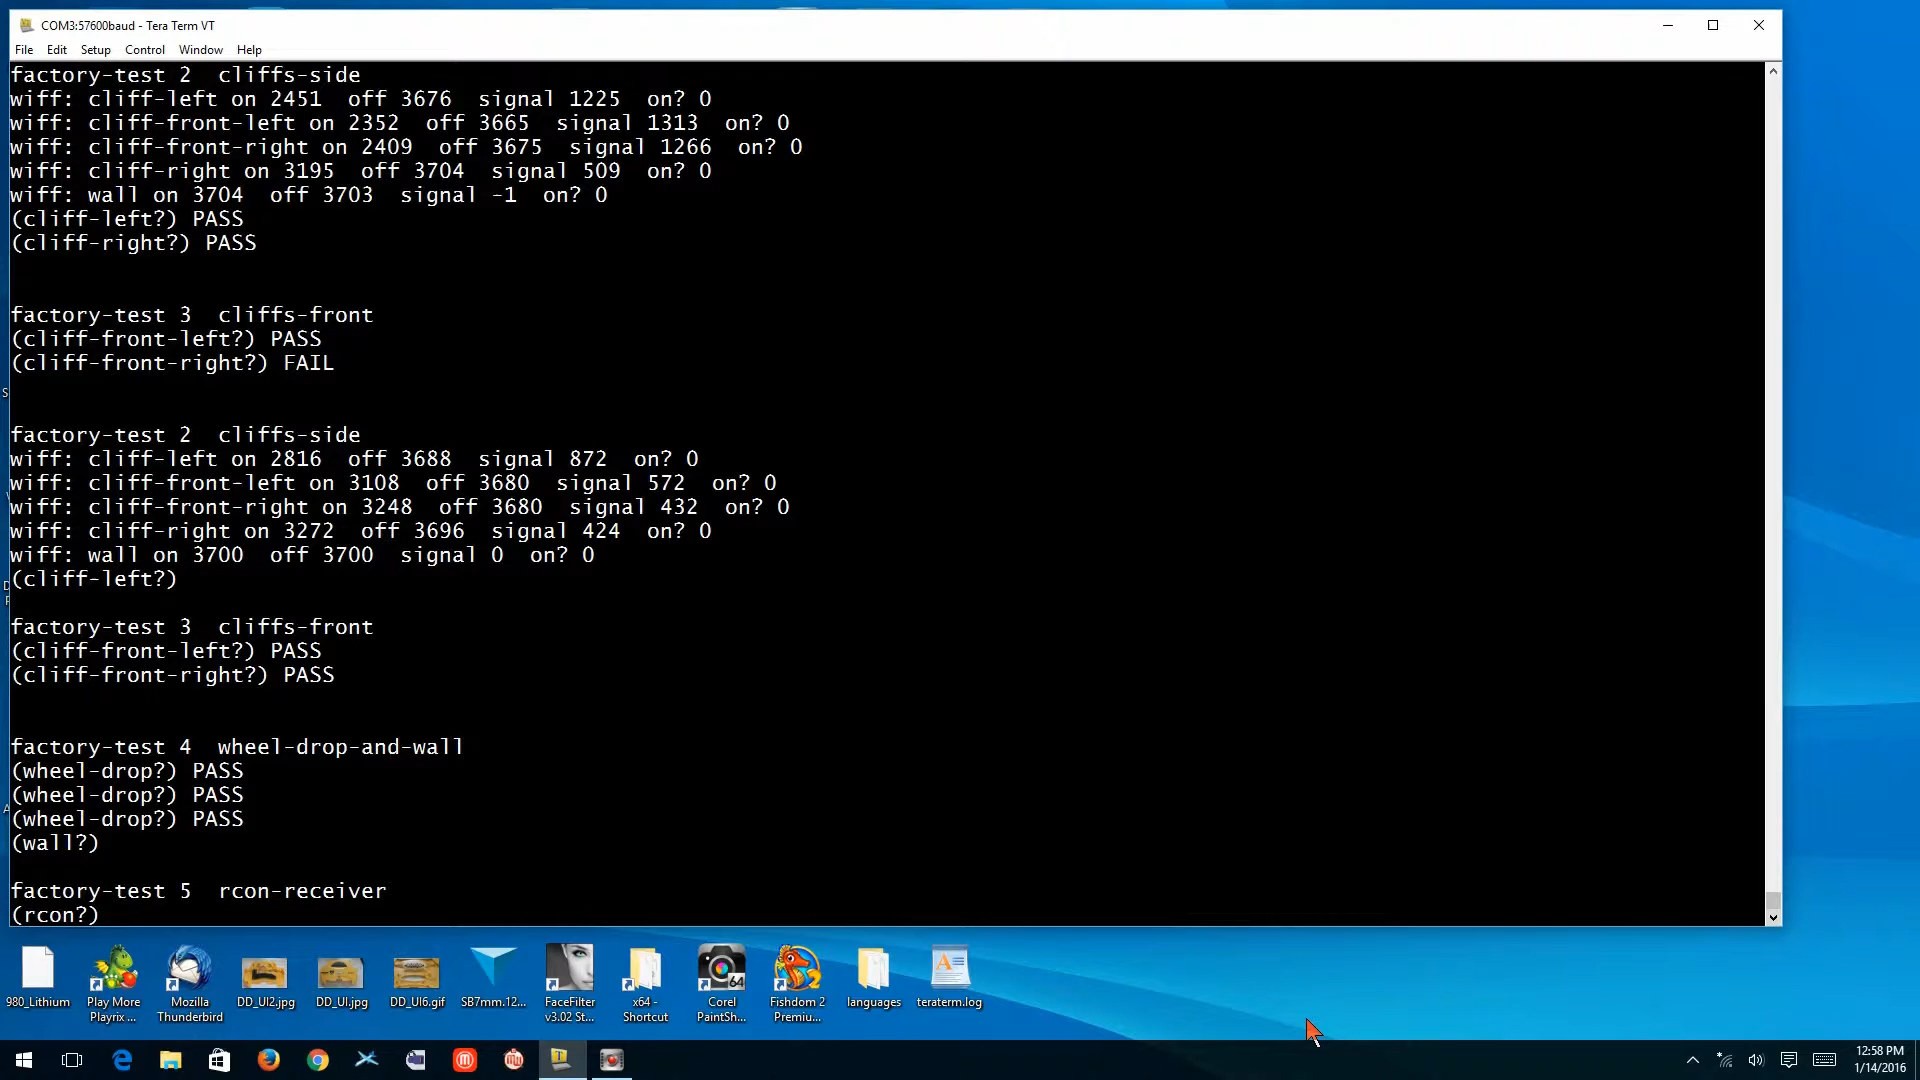 COM3:57600baud - Tera Term VT
File Edit Setup Control Window Help
factory-test 2  cliffs-side
wiff: cliff-left on 2451  off 3676  signal 1225  on? 0
wiff: cliff-front-left on 2352  off 3665  signal 1313  on? 0
wiff: cliff-front-right on 2409  off 3675  signal 1266  on? 0
wiff: cliff-right on 3195  off 3704  signal 509  on? 0
wiff: wall on 3704  off 3703  signal -1  on? 0
(cliff-left?) PASS
(cliff-right?) PASS
factory-test 3  cliffs-front
(cliff-front-left?) PASS
(cliff-front-right?) FAIL
factory-test 2  cliffs-side
wiff: cliff-left on 2816  off 3688  signal 872  on? 0
wiff: cliff-front-left on 3108  off 3680  signal 572  on? 0
wiff: cliff-front-right on 3248  off 3680  signal 432  on? 0
wiff: cliff-right on 3272  off 3696  signal 424  on? 0
wiff: wall on 3700  off 3700  signal 0  on? 0
(cliff-left?)
factory-test 3  cliffs-front
(cliff-front-left?) PASS
(cliff-front-right?) PASS
factory-test 4  wheel-drop-and-wall
(wheel-drop?) PASS
(wheel-drop?) PASS
(wheel-drop?) PASS
(wall?)
factory-test 5  rcon-receiver
(rcon?)
980_Lithium
Play More
Playrix ...
Mozilla
Thunderbird
DD_UI2.jpg
DD_UI.jpg
DD_UI6.gif
SB7mm.12...
FaceFilter
v3.02 St...
x64 -
Shortcut
64
Corel
PaintSh...
Fishdom 2
Premiu...
languages
teraterm.log
12:58 PM
1/14/2016